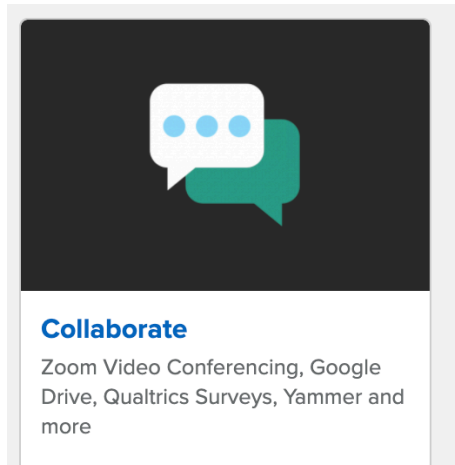 Collaborate
Zoom Video Conferencing, Google
Drive, Qualtrics Surveys, Yammer and
more